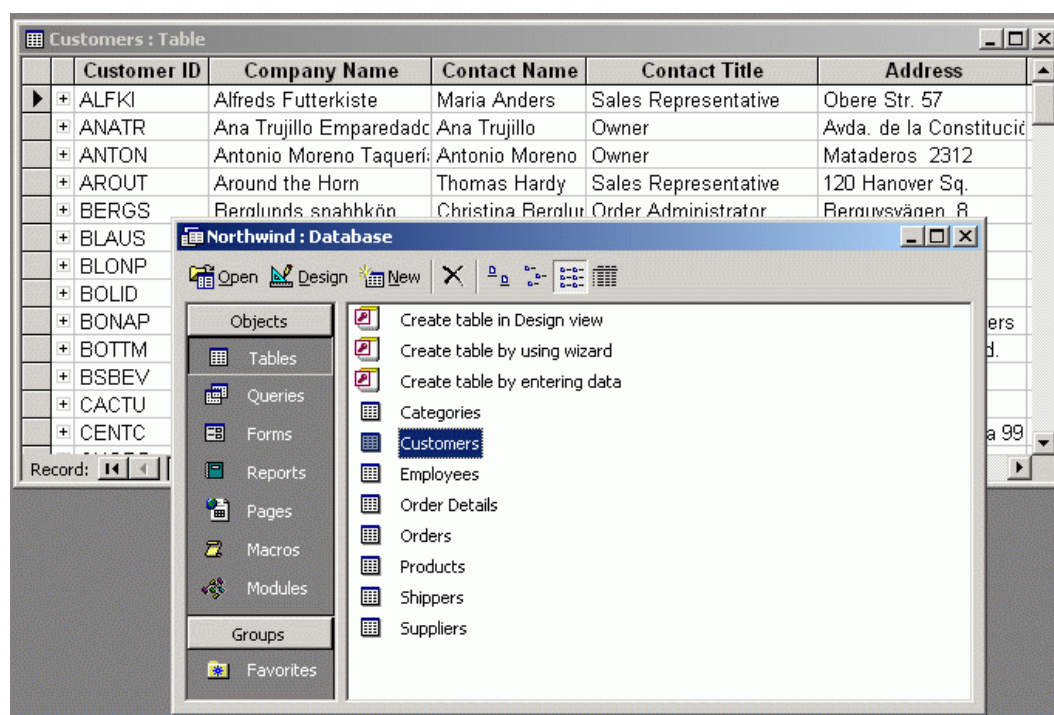 Customers : Table
Customer ID Company Name Contact Name Contact Title Address
ALFKI Alfreds Futterkiste Maria Anders Sales Representative Obere Str. 57
ANATR Ana Trujillo Emparedado Ana Trujillo Owner Avda. de la Constitució
ANTON Antonio Moreno Taquerí Antonio Moreno Owner Mataderos 2312
AROUT Around the Horn Thomas Hardy Sales Representative 120 Hanover Sq.
BERGS Berglunds snabbköp Christina Berglun Order Administrator Berguvsvägen 8
BLAUS
BLONP
BOLID
BONAP ers
BOTTM d.
BSBEV
CACTU
CENTC a 99
Record:
Northwind : Database
Open Design New
Objects
Tables
Queries
Forms
Reports
Pages
Macros
Modules
Groups
Favorites
Create table in Design view
Create table by using wizard
Create table by entering data
Categories
Customers
Employees
Order Details
Orders
Products
Shippers
Suppliers